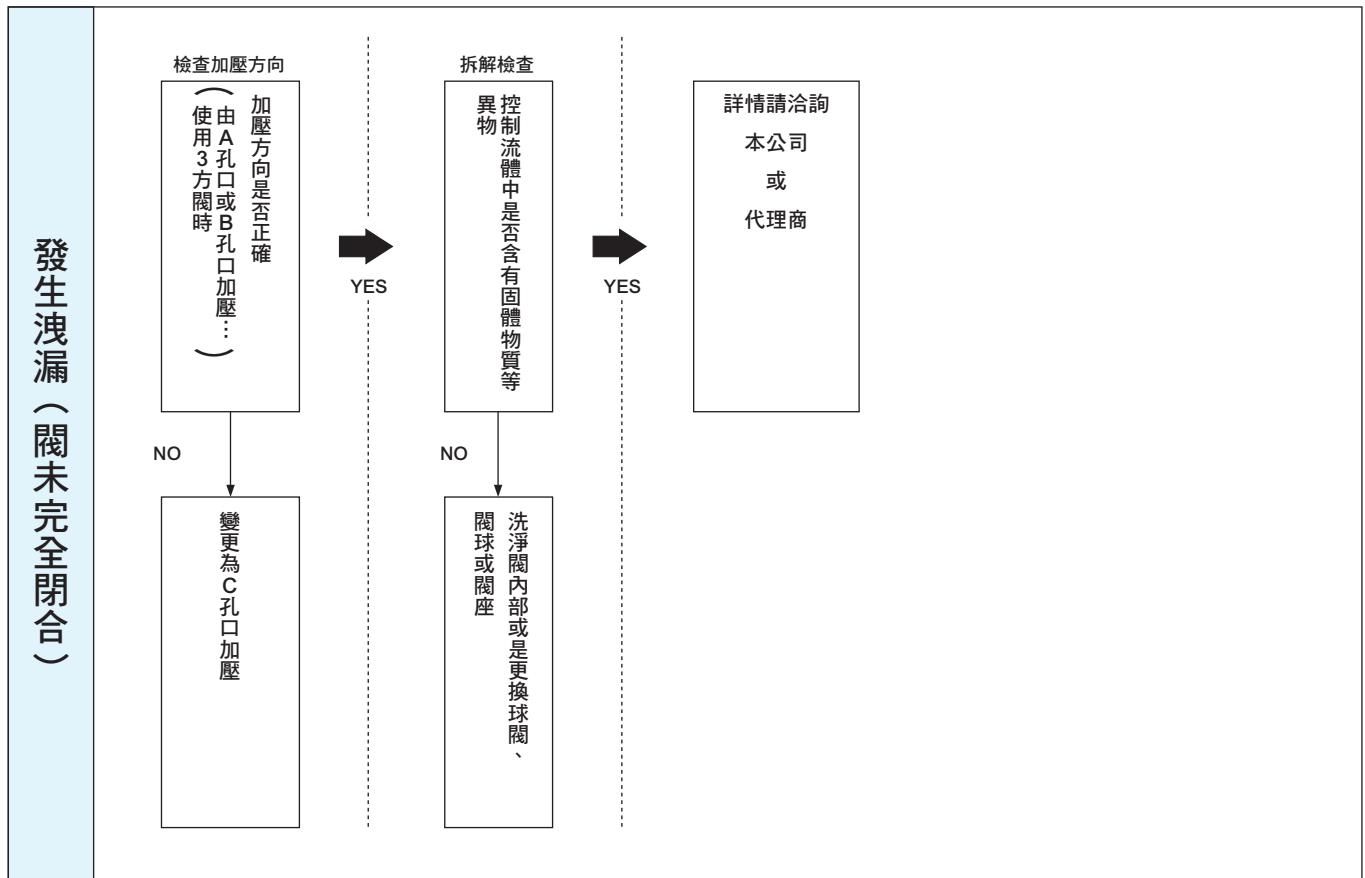 發生洩漏（閥未完全閉合）
檢查加壓方向
加壓方向是否正確
（由A孔口或B孔口加壓…
使用3方閥時）
YES
NO
變更為C孔口加壓
拆解檢查
控制流體中是否含有固體物質等
異物
YES
NO
洗淨閥內部或是更換球閥、
閥球或閥座
詳情請洽詢
本公司
或
代理商